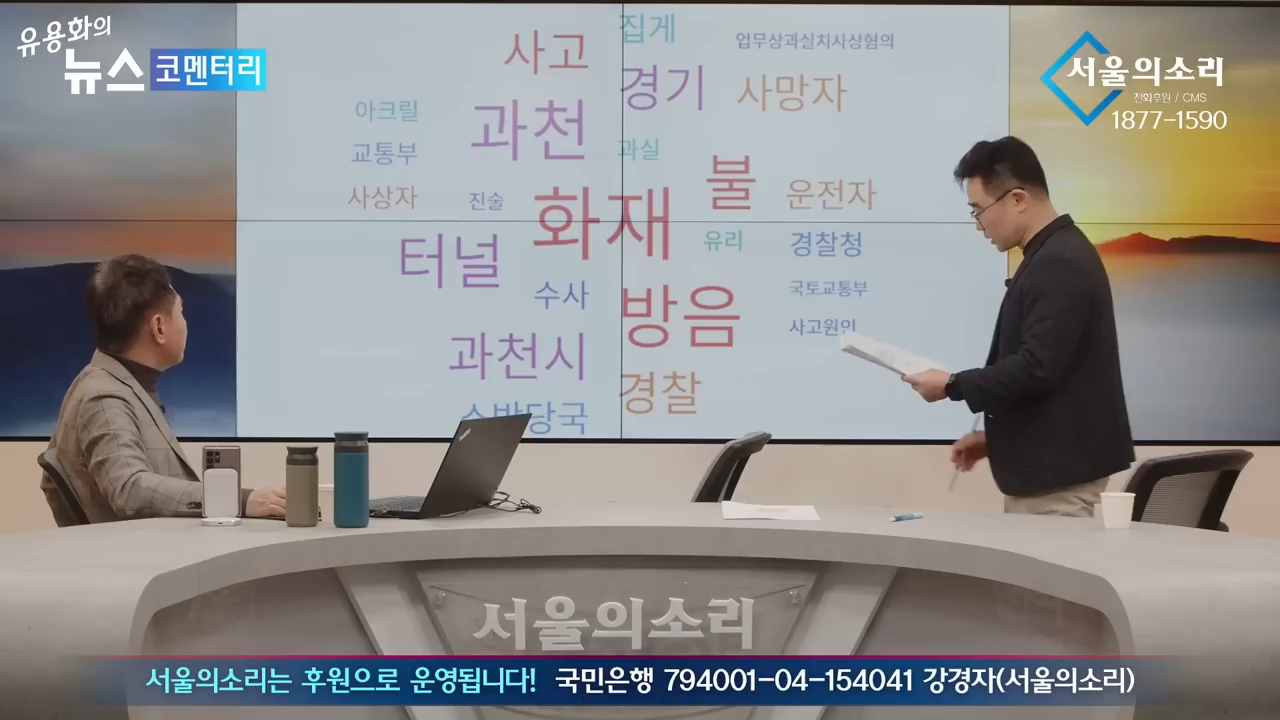 유용화의
뉴스 코멘터리
서울의소리
전화후원 / CMS
1877-1590
사고
집게
업무상과실치사상혐의
경기
사망자
아크릴
과천
교통부
과실
불
사상자
진술
화재
운전자
터널
유리
경찰청
수사
방음
국토교통부
사고원인
과천시
경찰
소방당국
서울의소리
서울의소리는 후원으로 운영됩니다! 국민은행 794001-04-154041 강경자(서울의소리)